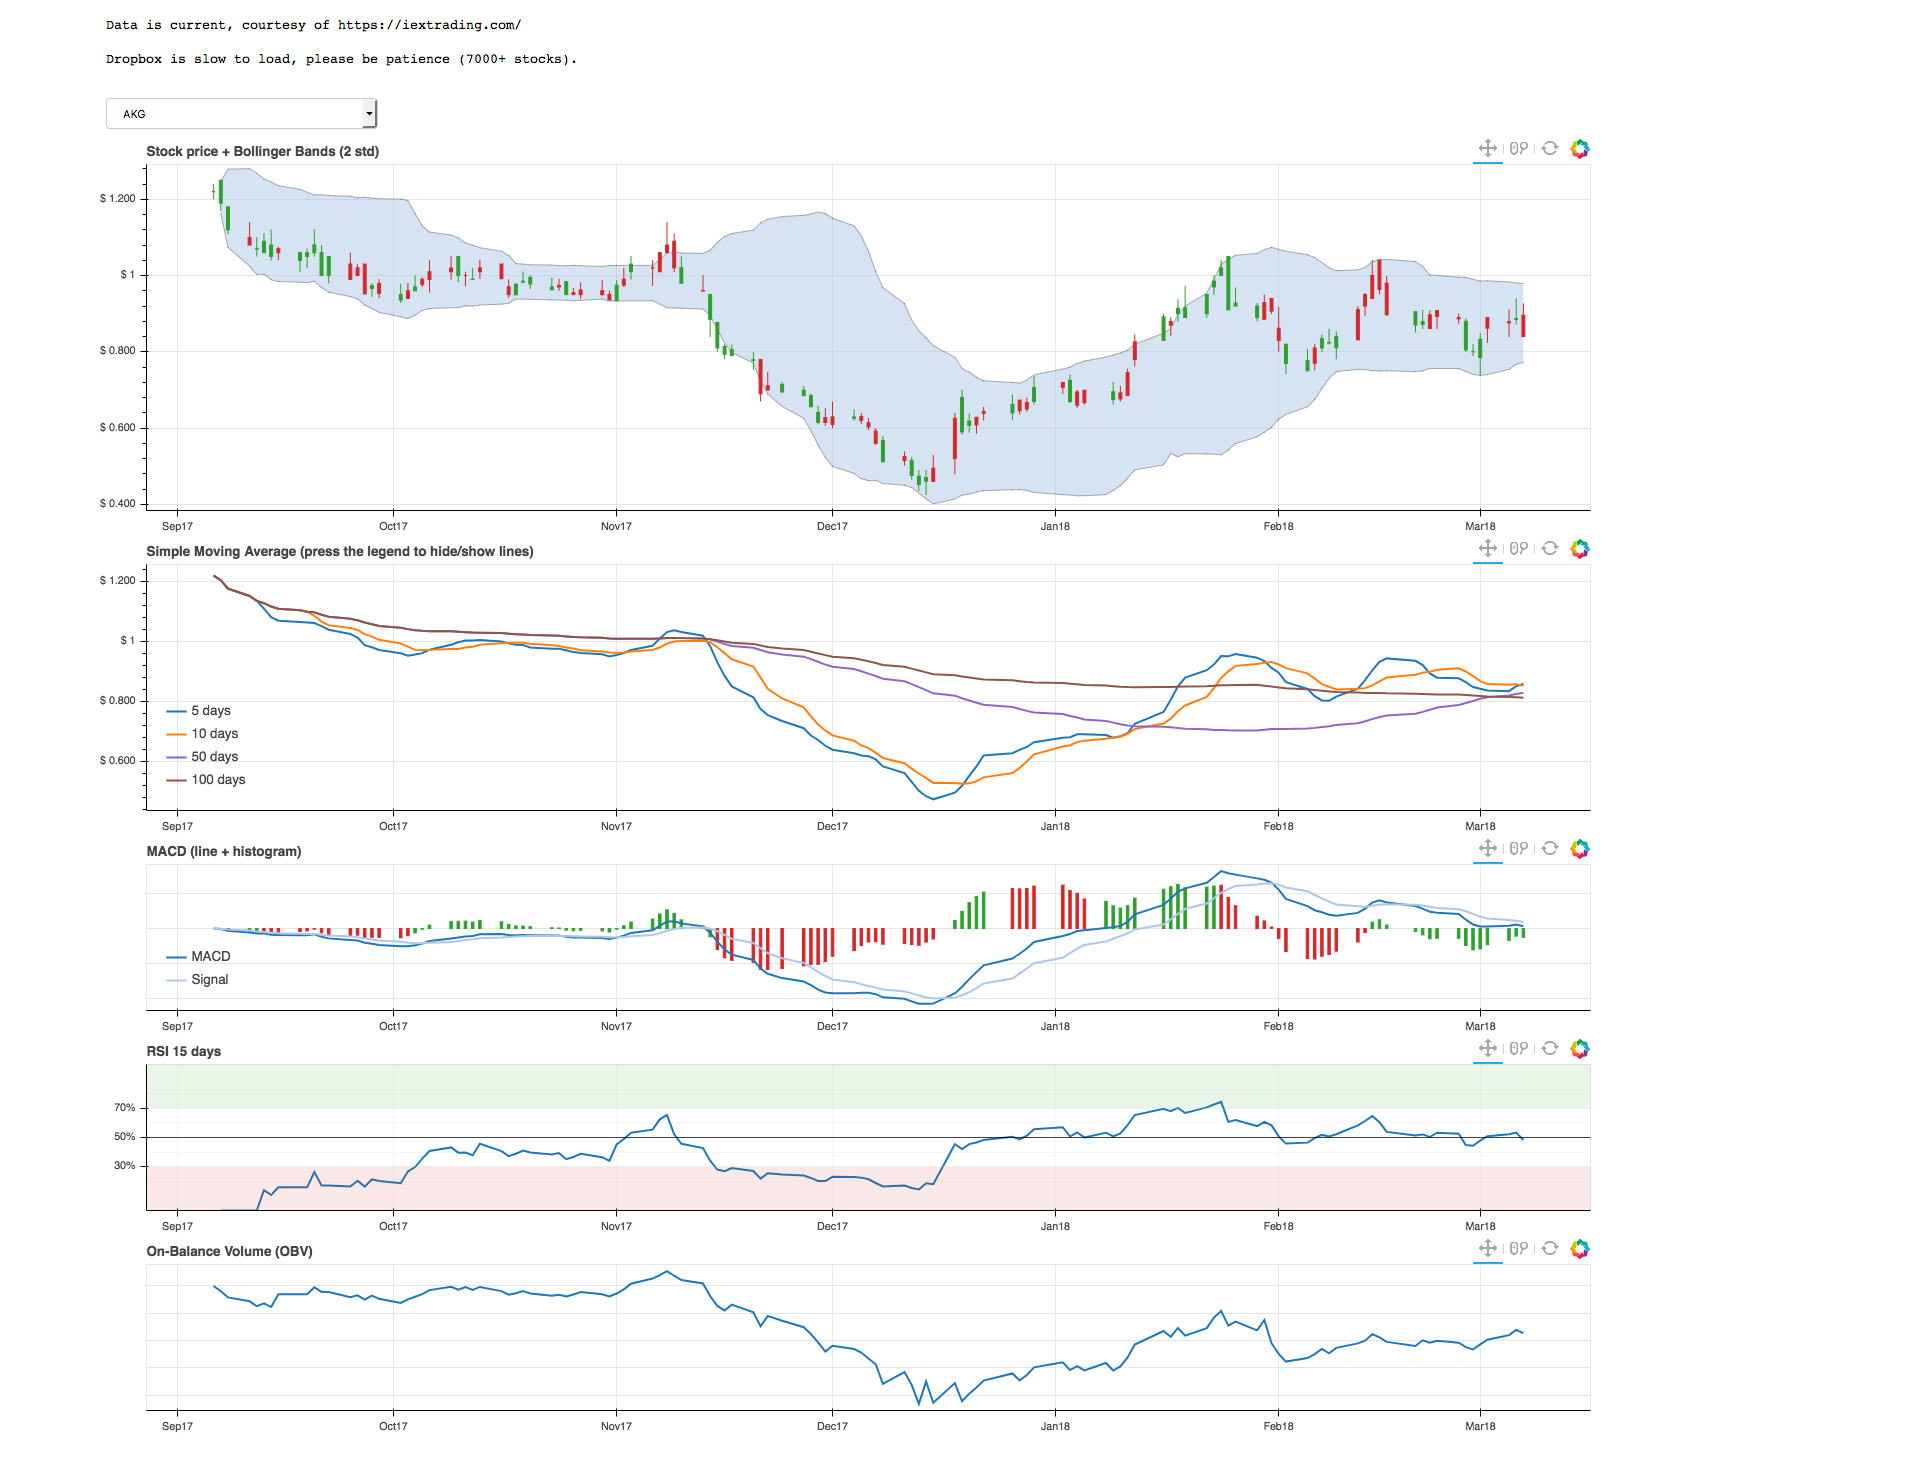 Data is current, courtesy of https://iextrading.com/
Dropbox is slow to load, please be patience (7000+ stocks).
AKG
Stock price + Bollinger Bands (2 std)
$ 1.200
$ 1
$ 0.800
$ 0.600
$ 0.400
Sep17 Oct17 Nov17 Dec17 Jan18 Feb18 Mar18
Simple Moving Average (press the legend to hide/show lines)
$ 1.200
$ 1
$ 0.800
$ 0.600
5 days
10 days
50 days
100 days
Sep17 Oct17 Nov17 Dec17 Jan18 Feb18 Mar18
MACD (line + histogram)
MACD
Signal
Sep17 Oct17 Nov17 Dec17 Jan18 Feb18 Mar18
RSI 15 days
70%
50%
30%
Sep17 Oct17 Nov17 Dec17 Jan18 Feb18 Mar18
On-Balance Volume (OBV)
Sep17 Oct17 Nov17 Dec17 Jan18 Feb18 Mar18